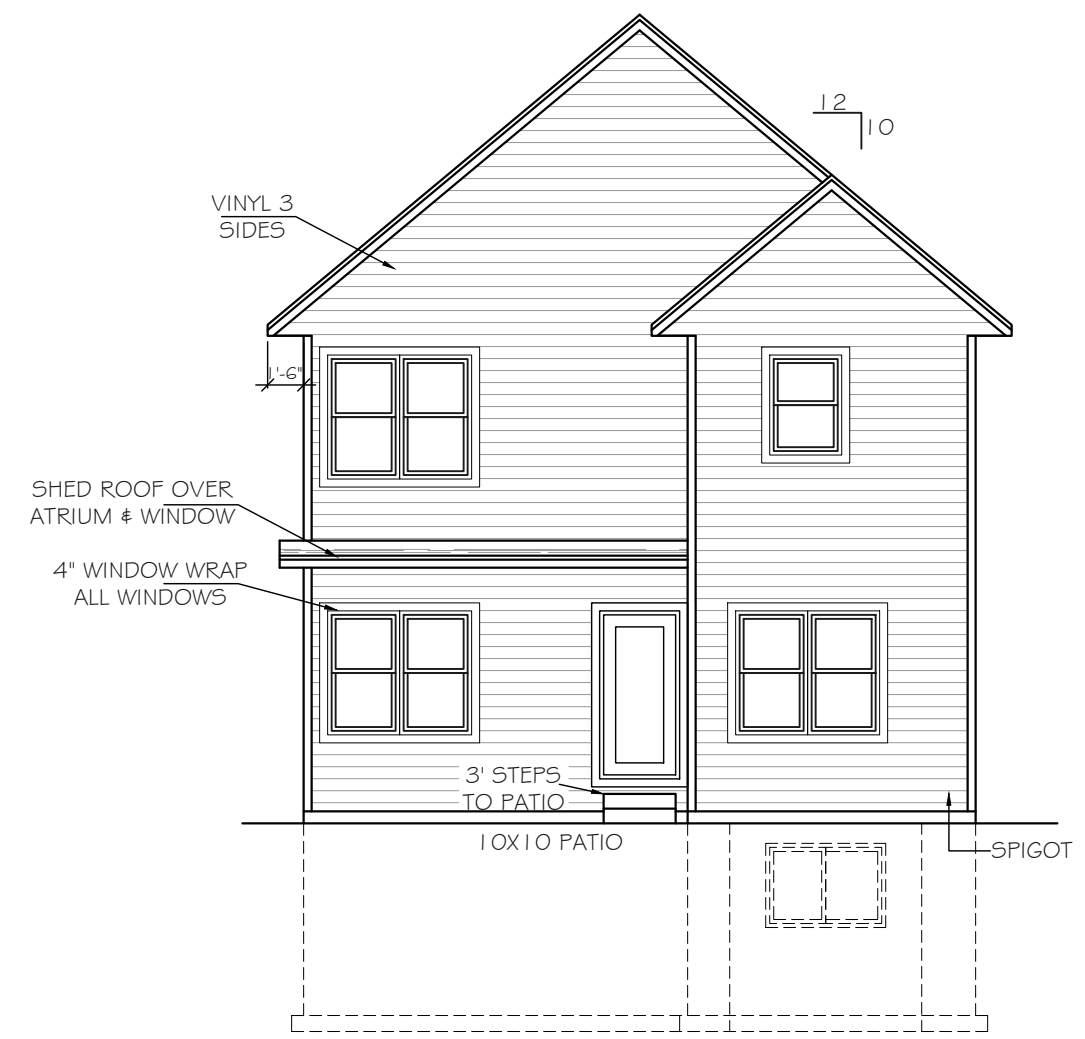 12
10
VINYL 3
SIDES
1'-6"
SHED ROOF OVER
ATRIUM & WINDOW
4" WINDOW WRAP
ALL WINDOWS
3' STEPS
TO PATIO
10X10 PATIO
SPIGOT